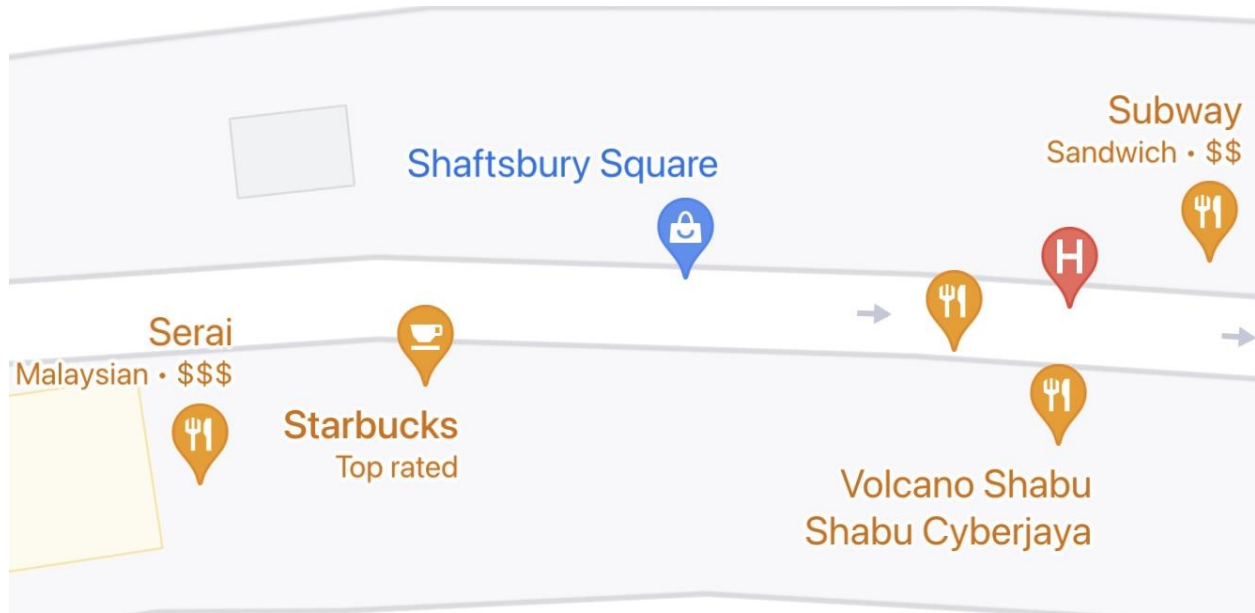 Subway
Sandwich • $$
Shaftsbury Square
H
Serai
Malaysian • $$$
Starbucks
Top rated
Volcano Shabu
Shabu Cyberjaya